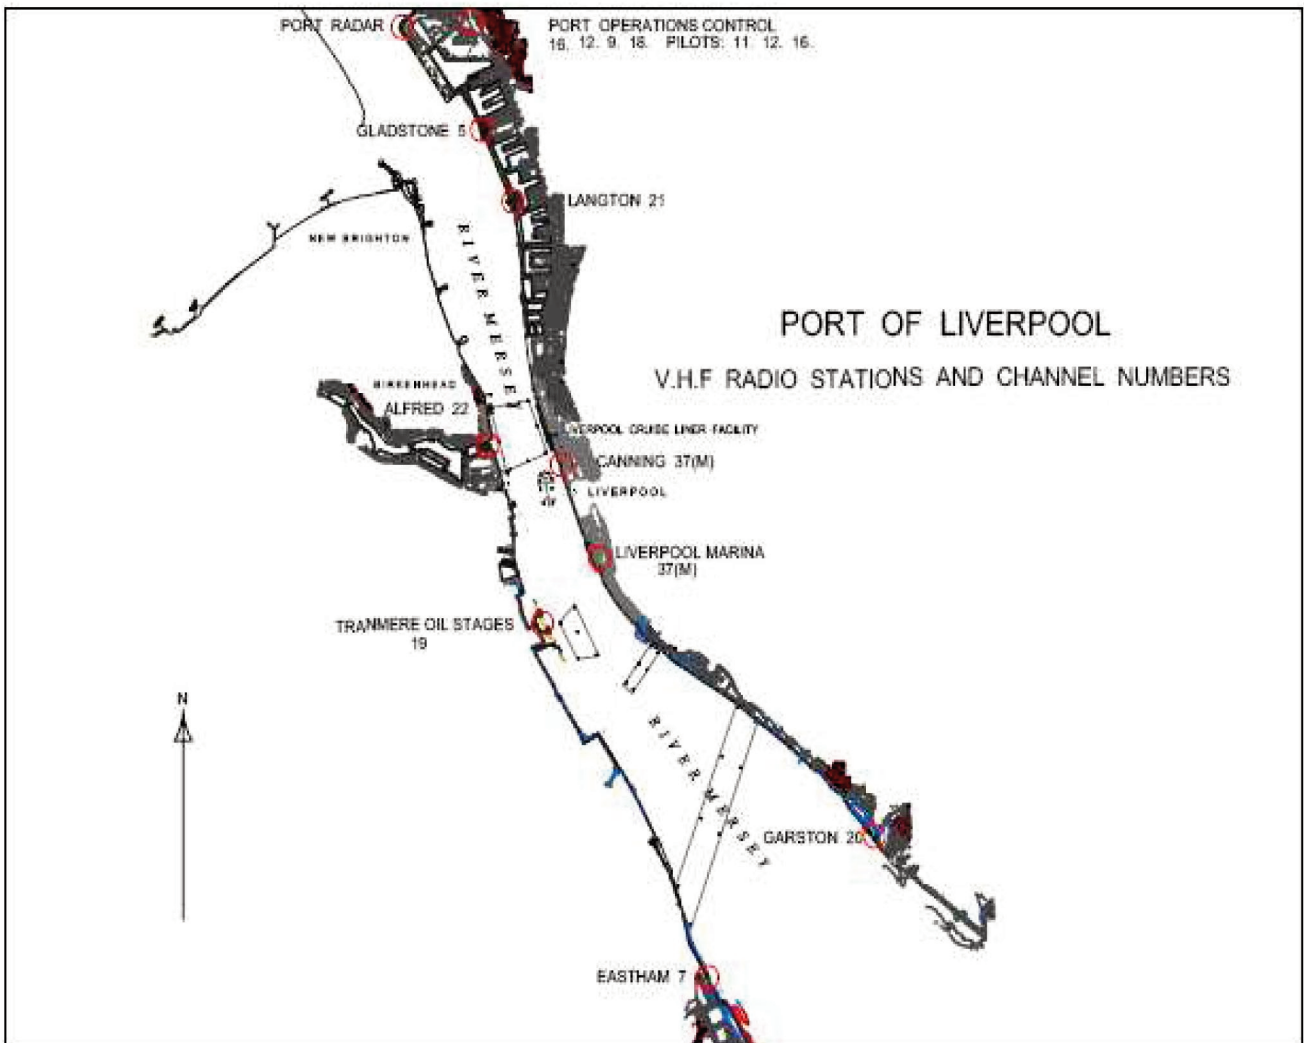 PORT RADAR
PORT OPERATIONS CONTROL
16. 12. 9. 18. PILOTS: 11. 12. 16.
GLADSTONE 5
LANGTON 21
NEW BRIGHTON
RIVER MERSEY
PORT OF LIVERPOOL
V.H.F RADIO STATIONS AND CHANNEL NUMBERS
BIRKENHEAD
ALFRED 22
LIVERPOOL CRUISE LINER FACILITY
CANNING 37(M)
LIVERPOOL
LIVERPOOL MARINA
37(M)
TRANMERE OIL STAGES
19
N
RIVER MERSEY
GARSTON 20
EASTHAM 7